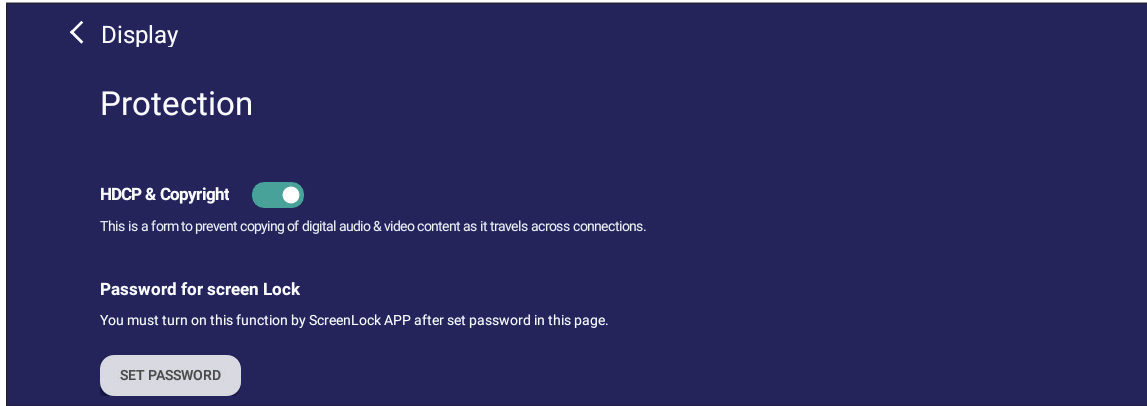 Display
Protection
HDCP & Copyright
This is a form to prevent copying of digital audio & video content as it travels across connections.
Password for screen Lock
You must turn on this function by ScreenLock APP after set password in this page.
SET PASSWORD